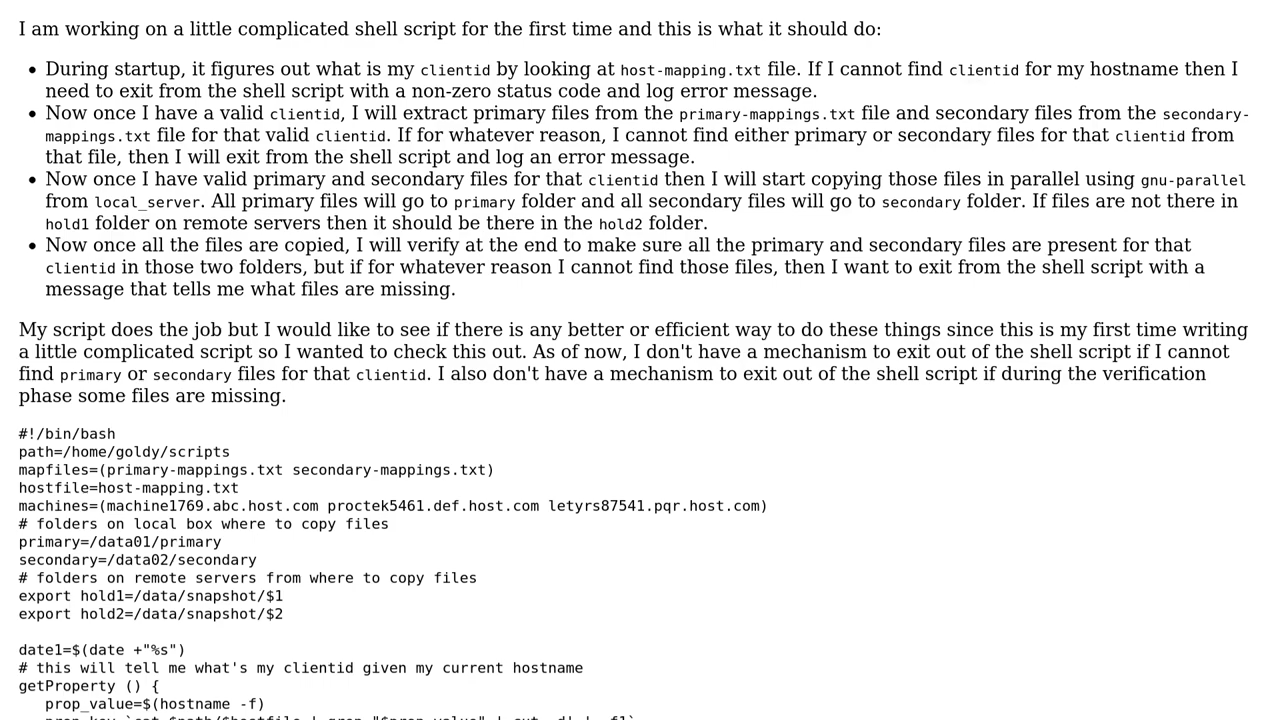 I am working on a little complicated shell script for the first time and this is what it should do:
• During startup, it figures out what is my clientid by looking at host-mapping.txt file. If I cannot find clientid for my hostname then I
need to exit from the shell script with a non-zero status code and log error message.
• Now once I have a valid clientid, I will extract primary files from the primary-mappings.txt file and secondary files from the secondary-
mappings.txt file for that valid clientid. If for whatever reason, I cannot find either primary or secondary files for that clientid from
that file, then I will exit from the shell script and log an error message.
• Now once I have valid primary and secondary files for that clientid then I will start copying those files in parallel using gnu-parallel
from local_server. All primary files will go to primary folder and all secondary files will go to secondary folder. If files are not there in
hold1 folder on remote servers then it should be there in the hold2 folder.
• Now once all the files are copied, I will verify at the end to make sure all the primary and secondary files are present for that
clientid in those two folders, but if for whatever reason I cannot find those files, then I want to exit from the shell script with a
message that tells me what files are missing.
My script does the job but I would like to see if there is any better or efficient way to do these things since this is my first time writing
a little complicated script so I wanted to check this out. As of now, I don't have a mechanism to exit out of the shell script if I cannot
find primary or secondary files for that clientid. I also don't have a mechanism to exit out of the shell script if during the verification
phase some files are missing.
#!/bin/bash
path=/home/goldy/scripts
mapfiles=(primary-mappings.txt secondary-mappings.txt)
hostfile=host-mapping.txt
machines=(machine1769.abc.host.com proctek5461.def.host.com letyrs87541.pqr.host.com)
# folders on local box where to copy files
primary=/data01/primary
secondary=/data02/secondary
# folders on remote servers from where to copy files
export hold1=/data/snapshot/$1
export hold2=/data/snapshot/$2
date1=$(date +"%s")
# this will tell me what's my clientid given my current hostname
getProperty () {
prop_value=$(hostname -f)